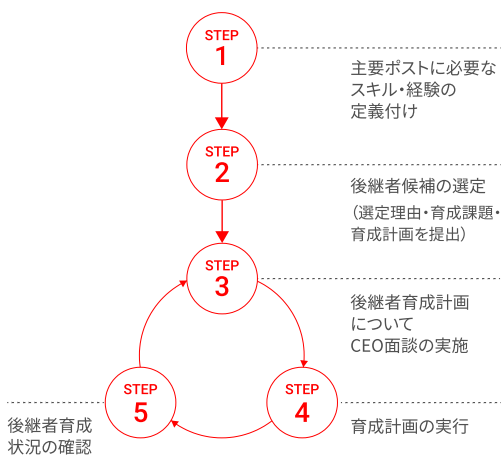 STEP
1
主要ポストに必要な
スキル・経験の
定義付け
STEP
2
後継者候補の選定
（選定理由・育成課題・
育成計画を提出）
STEP
3
後継者育成計画
について
CEO面談の実施
STEP
4
育成計画の実行
STEP
5
後継者育成
状況の確認